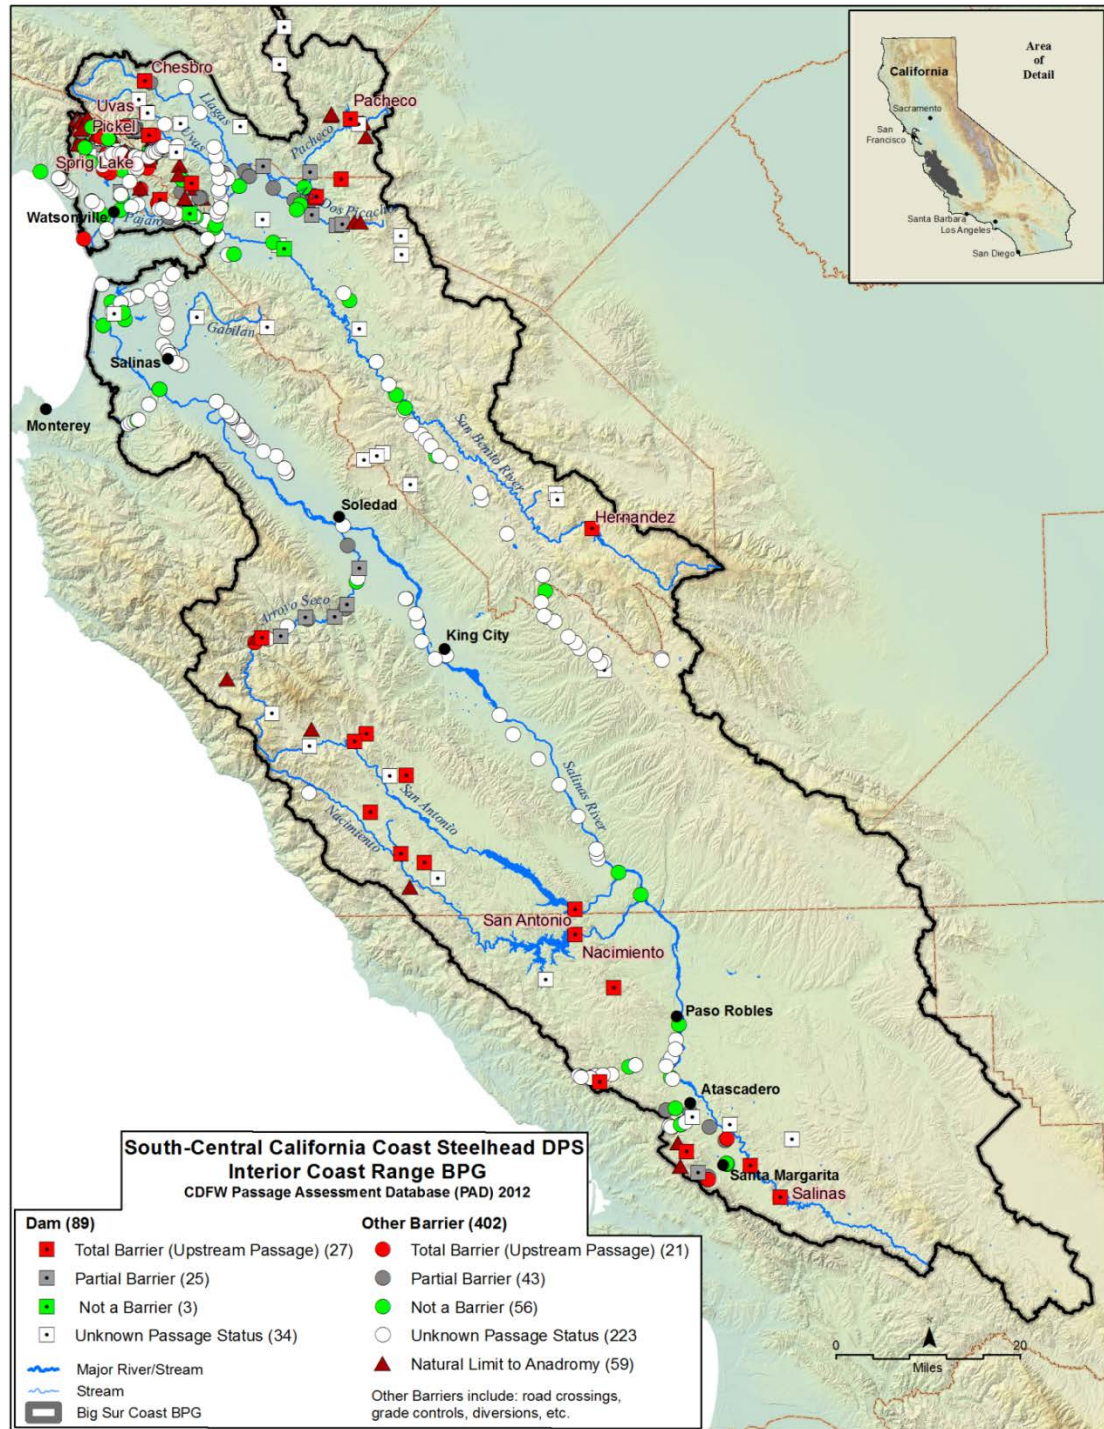 Area
of
Detail
California
Sacramento
San
Francisco
Santa Barbara
Los Angeles
San Diego
Chesbro
Uvas
Pickel
Sprig Lake
Llagas
Uvas
Pacheco
Pacheco
Dos Picachos
Watsonville
Pajaro
Gabilan
Salinas
Monterey
San Benito River
Soledad
Hernandez
Arroyo Seco
King City
Salinas River
San Antonio
Nacimiento
San Antonio
Nacimiento
Paso Robles
Atascadero
Santa Margarita
Salinas
South-Central California Coast Steelhead DPS
Interior Coast Range BPG
CDFW Passage Assessment Database (PAD) 2012
Dam (89)
Total Barrier (Upstream Passage) (27)
Partial Barrier (25)
Not a Barrier (3)
Unknown Passage Status (34)
Major River/Stream
Stream
Big Sur Coast BPG
Other Barrier (402)
Total Barrier (Upstream Passage) (21)
Partial Barrier (43)
Not a Barrier (56)
Unknown Passage Status (223
Natural Limit to Anadromy (59)
Other Barriers include: road crossings,
grade controls, diversions, etc.
N
0 20
Miles